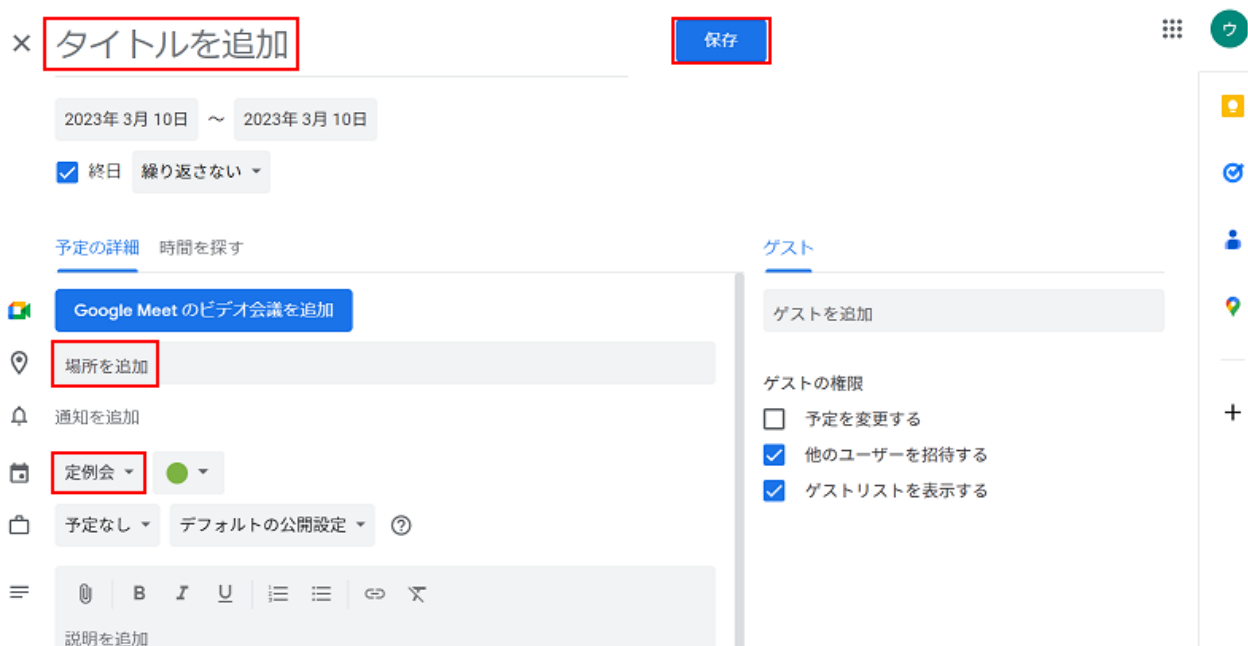 タイトルを追加
保存
ウ
2023年 3月 10日 ～ 2023年 3月 10日
終日 繰り返さない
予定の詳細 時間を探す
Google Meet のビデオ会議を追加
場所を追加
通知を追加
定例会
予定なし デフォルトの公開設定
B I U
説明を追加
ゲスト
ゲストを追加
ゲストの権限
予定を変更する
他のユーザーを招待する
ゲストリストを表示する